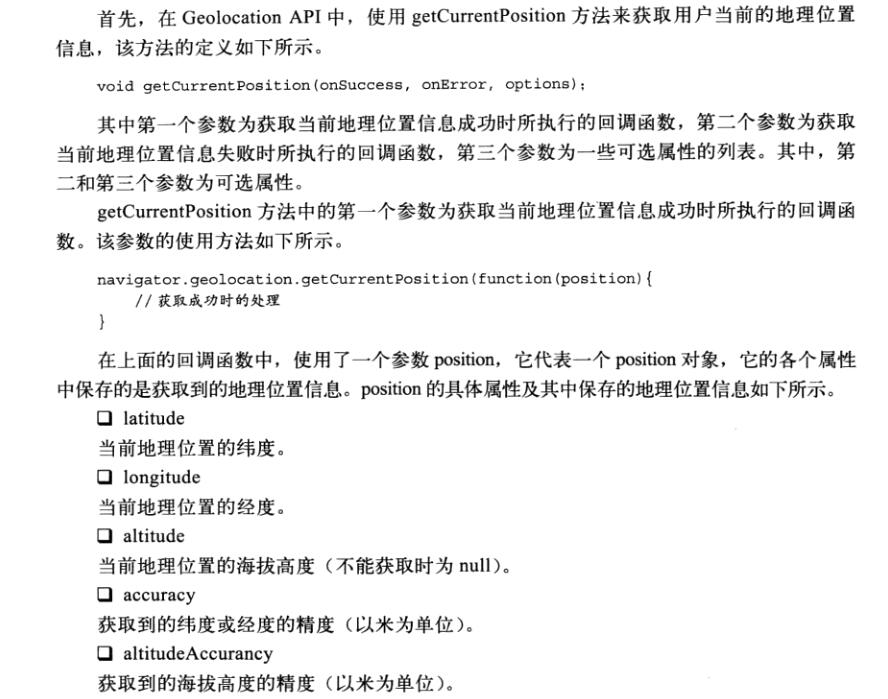 首先，在 Geolocation API 中，使用 getCurrentPosition 方法来获取用户当前的地理位置
信息，该方法的定义如下所示。
void getCurrentPosition(onSuccess, onError, options);
其中第一个参数为获取当前地理位置信息成功时所执行的回调函数，第二个参数为获取
当前地理位置信息失败时所执行的回调函数，第三个参数为一些可选属性的列表。其中，第
二和第三个参数为可选属性。
getCurrentPosition 方法中的第一个参数为获取当前地理位置信息成功时所执行的回调函
数。该参数的使用方法如下所示。
navigator.geolocation.getCurrentPosition(function(position){
//获取成功时的处理
}
在上面的回调函数中，使用了一个参数 position，它代表一个 position 对象，它的各个属性
中保存的是获取到的地理位置信息。position 的具体属性及其中保存的地理位置信息如下所示。
❑ latitude
当前地理位置的纬度。
❑ longitude
当前地理位置的经度。
❑ altitude
当前地理位置的海拔高度（不能获取时为 null）。
❑ accuracy
获取到的纬度或经度的精度（以米为单位）。
❑ altitudeAccurancy
获取到的海拔高度的精度（以米为单位）。